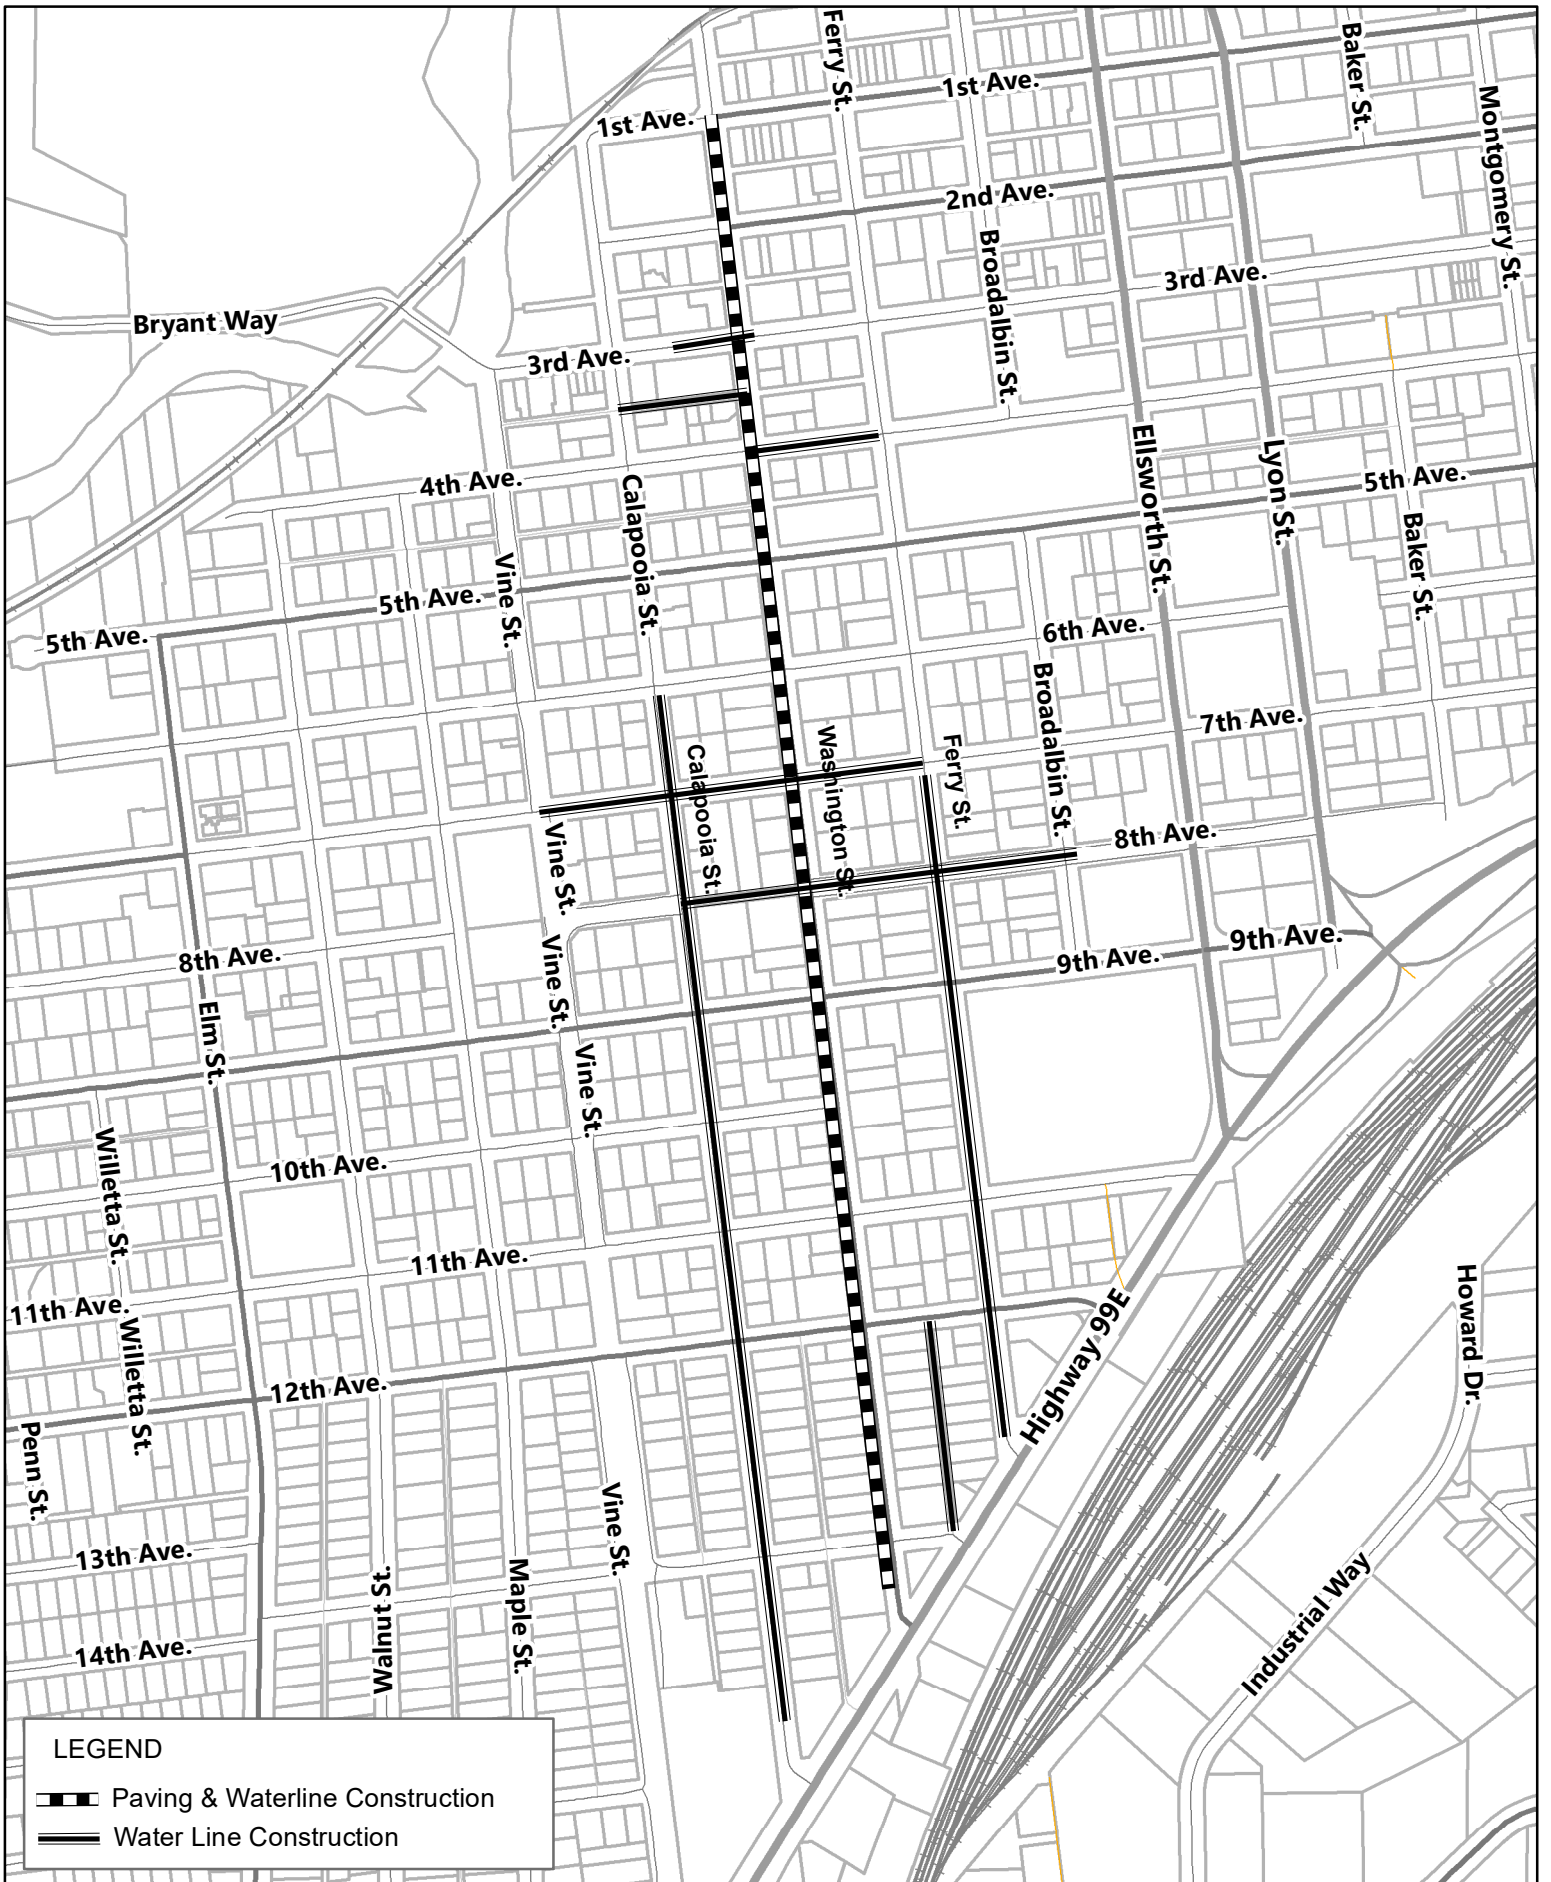 Ferry St.
Baker St.
1st Ave.
1st Ave.
Montgomery St.
2nd Ave.
Broadalbin St.
3rd Ave.
Bryant Way
3rd Ave.
Ellsworth St.
Lyon St.
5th Ave.
4th Ave.
Calapooia St.
Baker St.
Vine St.
5th Ave.
5th Ave.
6th Ave.
Broadalbin St.
7th Ave.
Washington St.
Ferry St.
Calapooia St.
Vine St.
8th Ave.
9th Ave.
Vine St.
8th Ave.
9th Ave.
Elm St.
Vine St.
Willetta St.
10th Ave.
11th Ave.
Howard Dr.
11th Ave.
Highway 99E
Willetta St.
12th Ave.
Penn St.
Vine St.
13th Ave.
Maple St.
Walnut St.
Industrial Way
14th Ave.
LEGEND
Paving & Waterline Construction
Water Line Construction